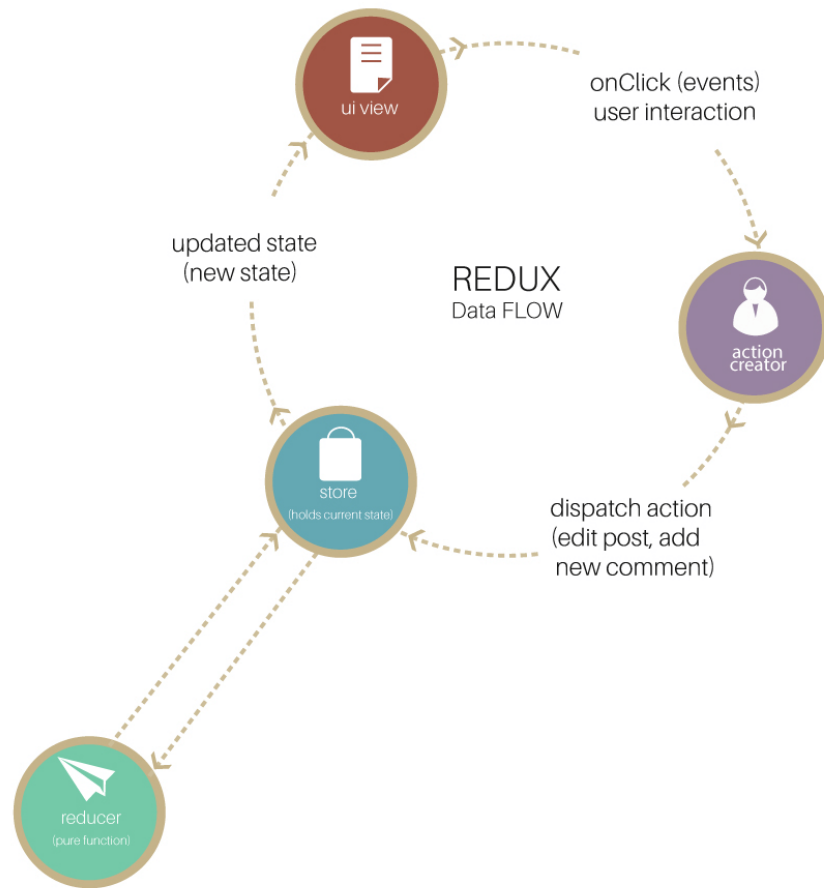 ui view
onClick (events)
user interaction
updated state
(new state)
REDUX
Data FLOW
action
creator
store
(holds current state)
dispatch action
(edit post, add
new comment)
reducer
(pure function)